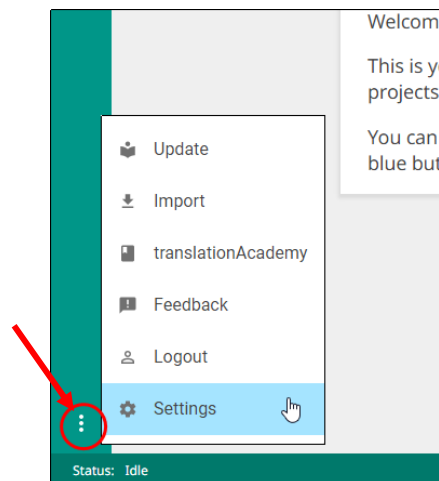 Welcom
This is y
projects
You can
blue but
Update
Import
translationAcademy
Feedback
Logout
Settings
Status: Idle